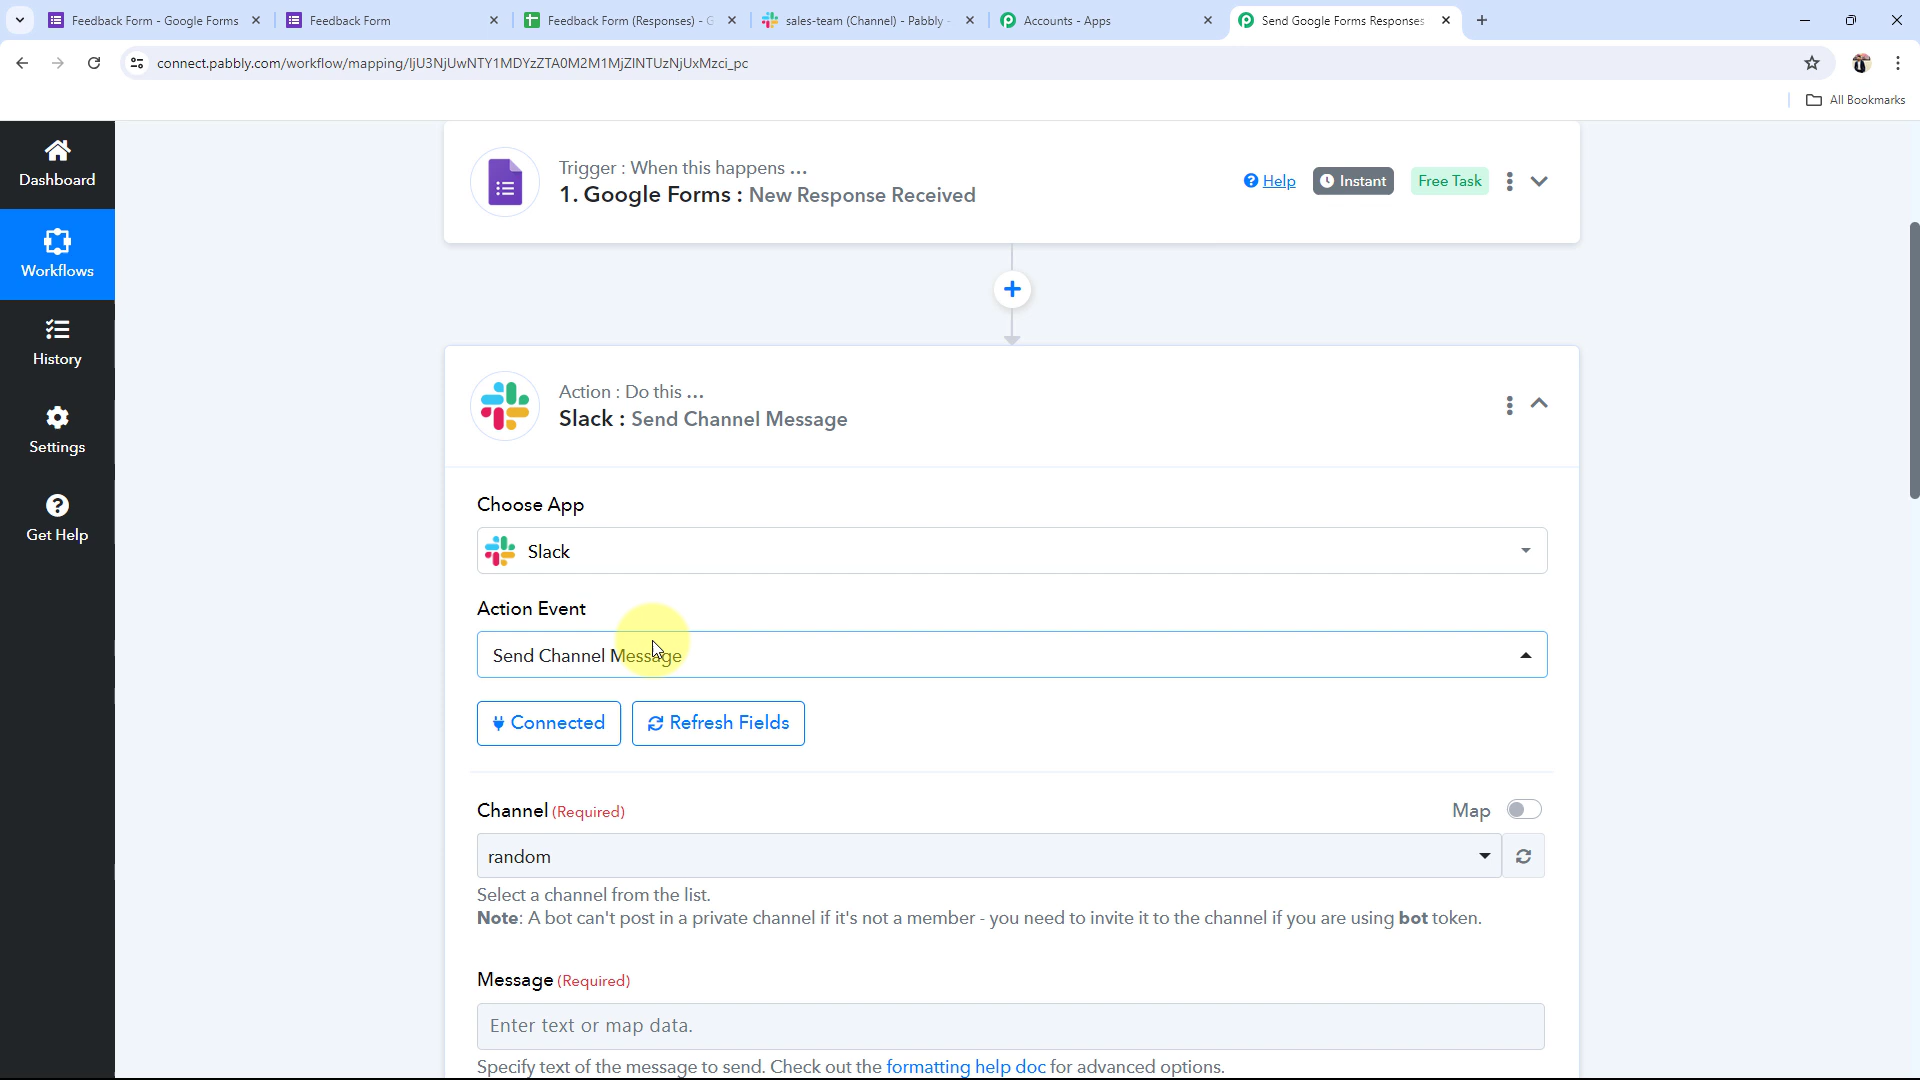 Feedback Form - Google Forms
Feedback Form
Feedback Form (Responses) - G
sales-team (Channel) - Pabbly -
Accounts - Apps
Send Google Forms Responses
connect.pabbly.com/workflow/mapping/IjU3NjUwNTY1MDYzZTA0M2M1MjZlNTUzNjUxMzci_pc
All Bookmarks
Dashboard
Workflows
History
Settings
Get Help
Trigger : When this happens ...
1. Google Forms : New Response Received
Help
Instant
Free Task
Action : Do this ...
Slack : Send Channel Message
Choose App
Slack
Action Event
Send Channel Message
Connected
Refresh Fields
Channel (Required)
Map
random
Select a channel from the list.
Note: A bot can't post in a private channel if it's not a member - you need to invite it to the channel if you are using bot token.
Message (Required)
Enter text or map data.
Specify text of the message to send. Check out the formatting help doc for advanced options.